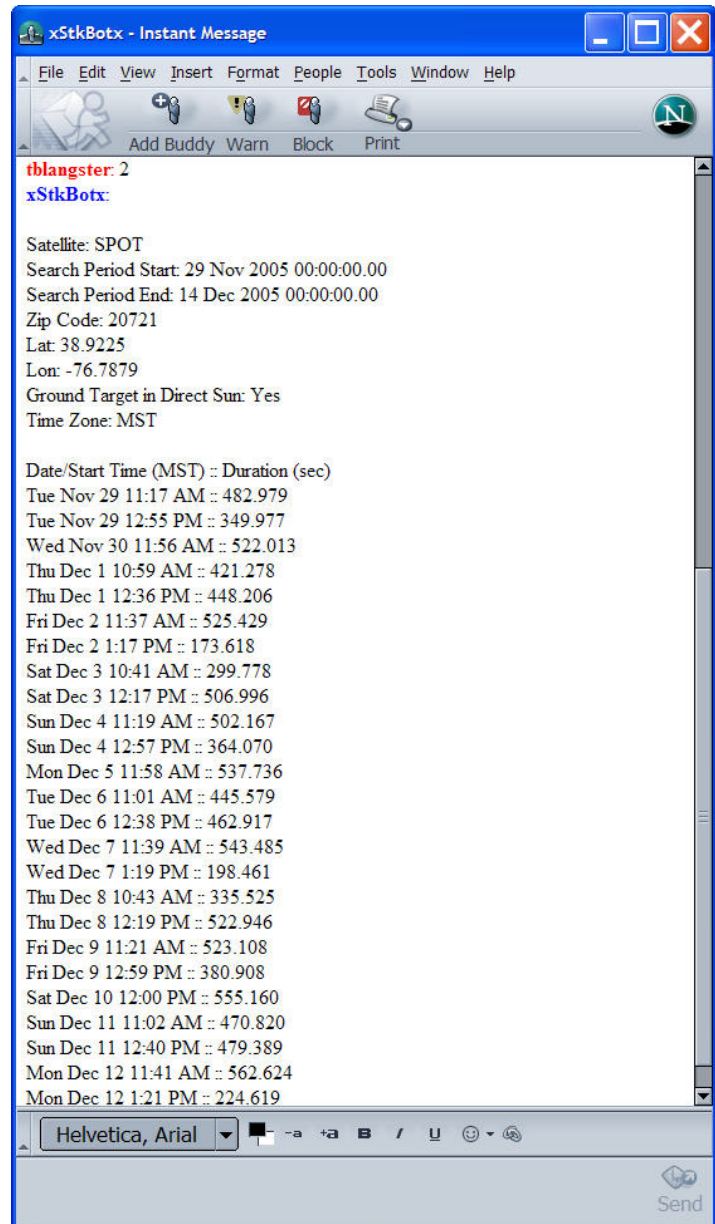 xStkBotx - Instant Message
File Edit View Insert Format People Tools Window Help
N
Add Buddy Warn Block Print
tblangster: 2
xStkBotx:
Satellite: SPOT
Search Period Start: 29 Nov 2005 00:00:00.00
Search Period End: 14 Dec 2005 00:00:00.00
Zip Code: 20721
Lat: 38.9225
Lon: -76.7879
Ground Target in Direct Sun: Yes
Time Zone: MST
Date/Start Time (MST) :: Duration (sec)
Tue Nov 29 11:17 AM :: 482.979
Tue Nov 29 12:55 PM :: 349.977
Wed Nov 30 11:56 AM :: 522.013
Thu Dec 1 10:59 AM :: 421.278
Thu Dec 1 12:36 PM :: 448.206
Fri Dec 2 11:37 AM :: 525.429
Fri Dec 2 1:17 PM :: 173.618
Sat Dec 3 10:41 AM :: 299.778
Sat Dec 3 12:17 PM :: 506.996
Sun Dec 4 11:19 AM :: 502.167
Sun Dec 4 12:57 PM :: 364.070
Mon Dec 5 11:58 AM :: 537.736
Tue Dec 6 11:01 AM :: 445.579
Tue Dec 6 12:38 PM :: 462.917
Wed Dec 7 11:39 AM :: 543.485
Wed Dec 7 1:19 PM :: 198.461
Thu Dec 8 10:43 AM :: 335.525
Thu Dec 8 12:19 PM :: 522.946
Fri Dec 9 11:21 AM :: 523.108
Fri Dec 9 12:59 PM :: 380.908
Sat Dec 10 12:00 PM :: 555.160
Sun Dec 11 11:02 AM :: 470.820
Sun Dec 11 12:40 PM :: 479.389
Mon Dec 12 11:41 AM :: 562.624
Mon Dec 12 1:21 PM :: 224.619
Helvetica, Arial -a +a B I U
Send